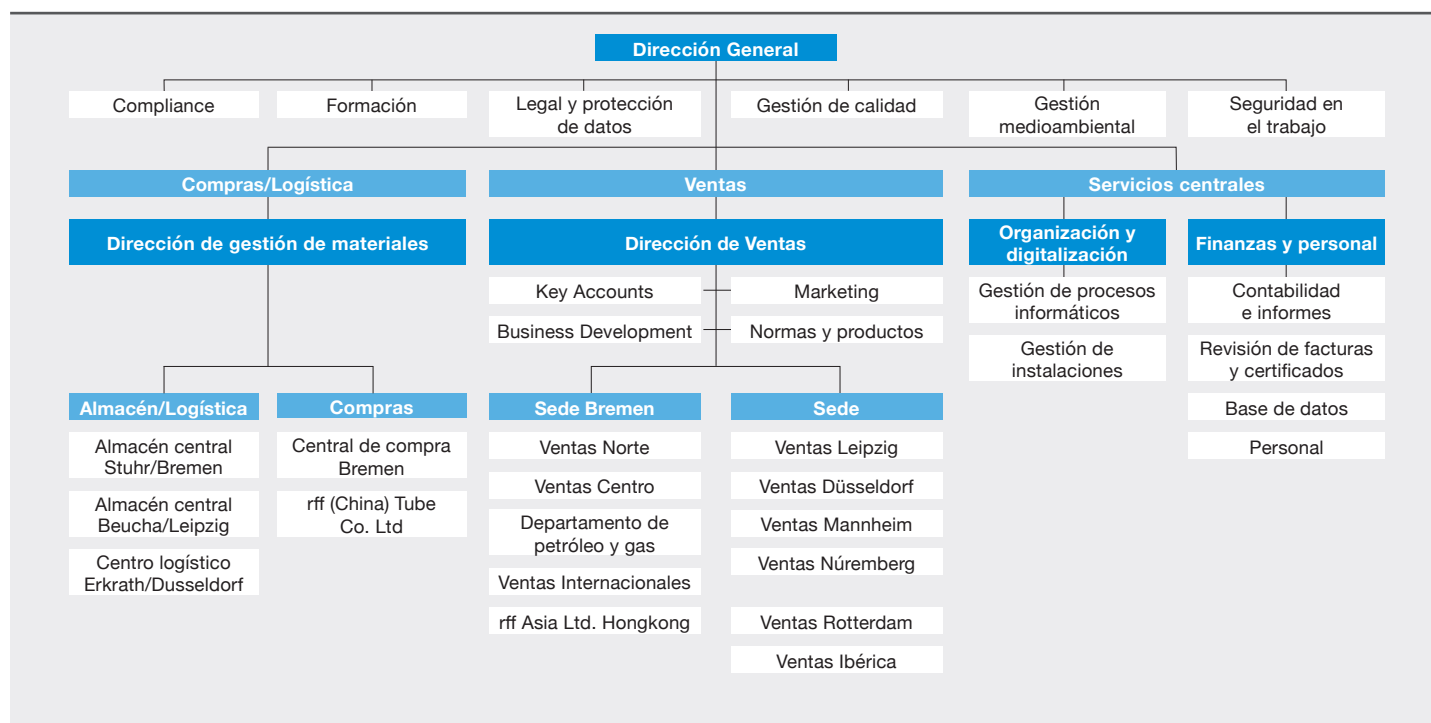 Dirección General
Compliance
Formación
Legal y protección
de datos
Gestión de calidad
Gestión
medioambiental
Seguridad en
el trabajo
Compras/Logística
Ventas
Servicios centrales
Dirección de gestión de materiales
Dirección de Ventas
Organización y
digitalización
Finanzas y personal
Key Accounts
Marketing
Business Development
Normas y productos
Gestión de procesos
informáticos
Gestión de
instalaciones
Contabilidad
e informes
Revisión de facturas
y certificados
Base de datos
Personal
Almacén/Logística
Almacén central
Stuhr/Bremen
Almacén central
Beucha/Leipzig
Centro logístico
Erkrath/Dusseldorf
Compras
Central de compra
Bremen
rff (China) Tube
Co. Ltd
Sede Bremen
Ventas Norte
Ventas Centro
Departamento de
petróleo y gas
Ventas Internacionales
rff Asia Ltd. Hongkong
Sede
Ventas Leipzig
Ventas Düsseldorf
Ventas Mannheim
Ventas Núremberg
Ventas Rotterdam
Ventas Ibérica